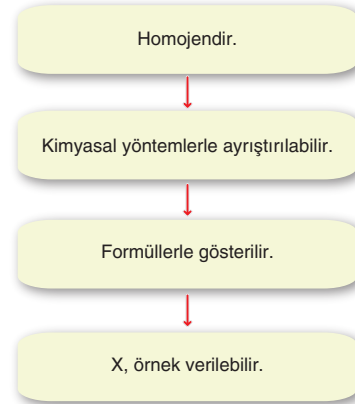 Homojendir.
Kimyasal yöntemlerle ayrıştırılabilir.
Formüllerle gösterilir.
X, örnek verilebilir.